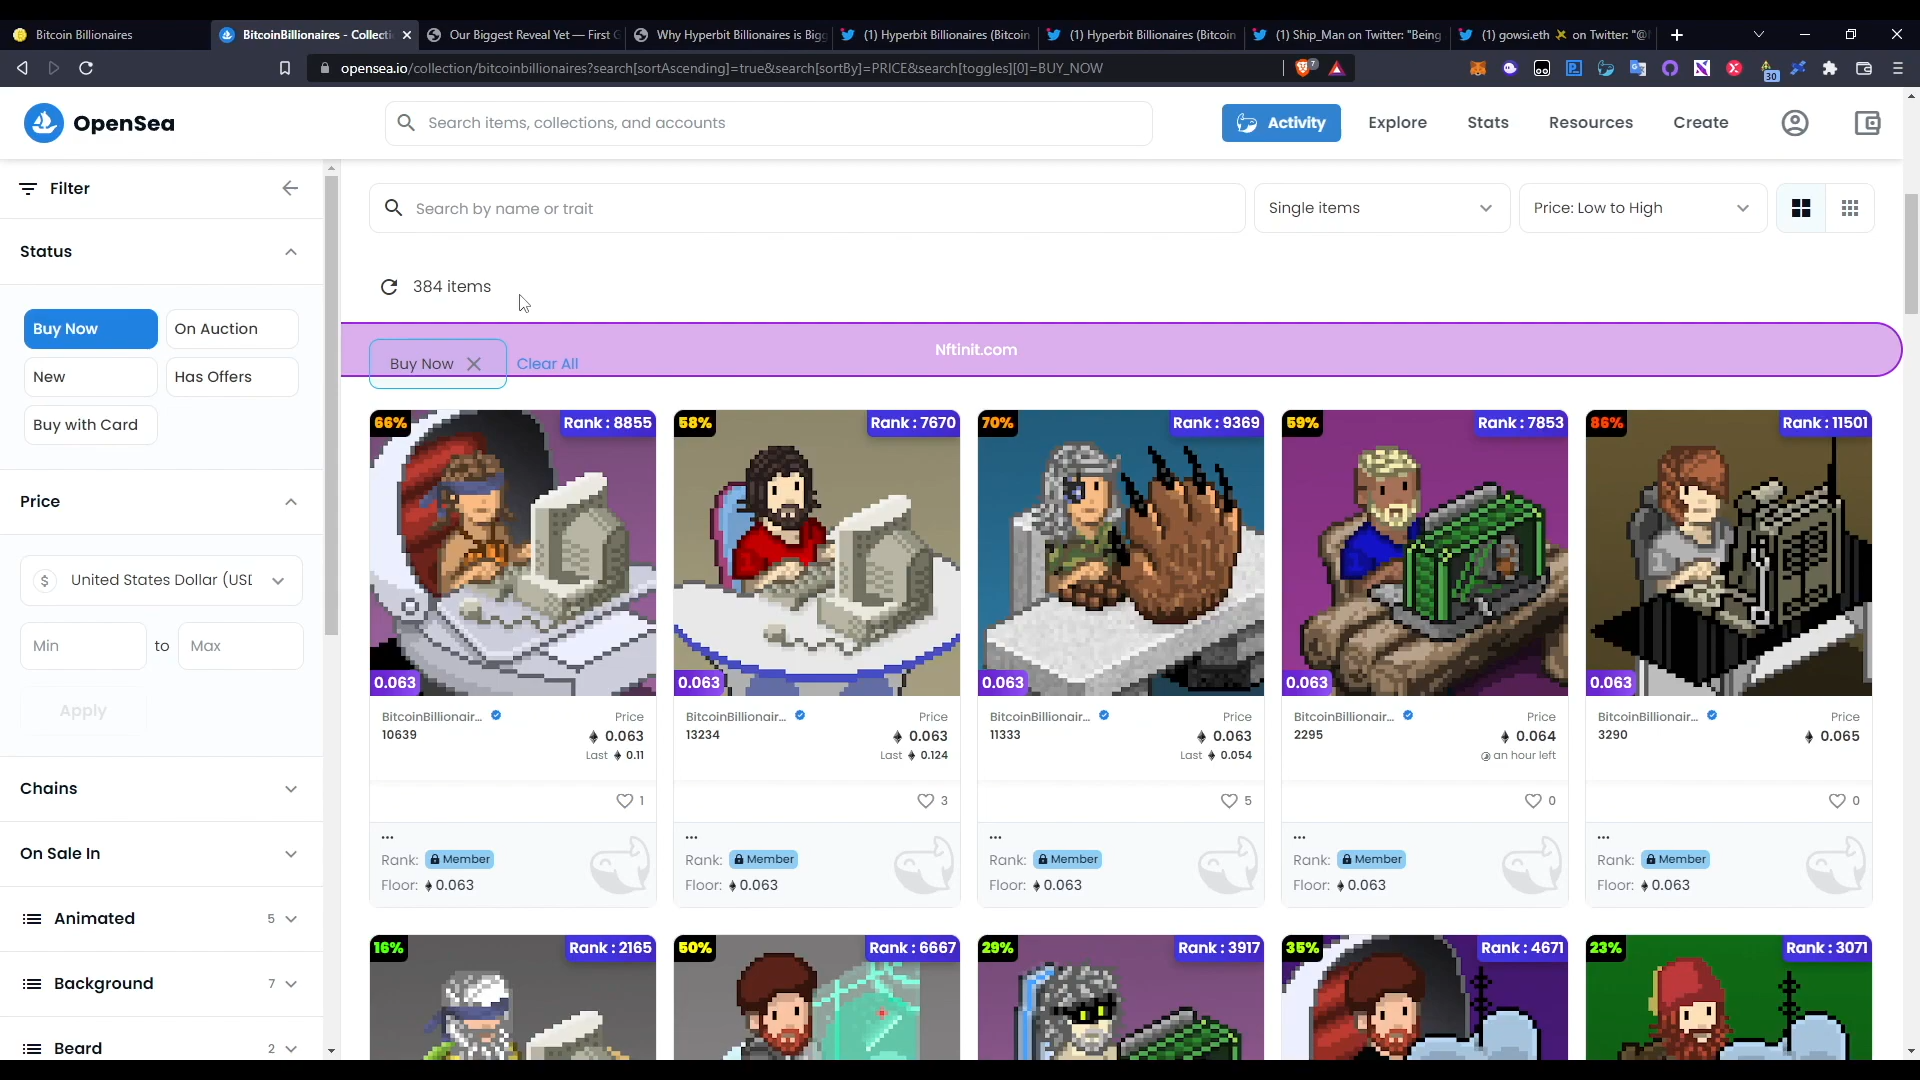 Bitcoin Billionaires
BitcoinBillionaires - Collecti
Our Biggest Reveal Yet — First G
Why Hyperbit Billionaires is Bigg
(1) Hyperbit Billionaires (Bitcoin
(1) Hyperbit Billionaires (Bitcoin
(1) Ship_Man on Twitter: "Being
(1) gowsi.eth on Twitter: "@
opensea.io/collection/bitcoinbillionaires?search[sortAscending]=true&search[sortBy]=PRICE&search[toggles][0]=BUY_NOW
7
30
OpenSea
Search items, collections, and accounts
Activity
Explore
Stats
Resources
Create
Filter
Search by name or trait
Single items
Price: Low to High
Status
384 items
Buy Now
On Auction
New
Has Offers
Buy with Card
Nftinit.com
Buy Now
Clear All
Price
$ United States Dollar (USD
Min to Max
Apply
Chains
On Sale In
Animated 5
Background 7
Beard 2
66% Rank : 8855
0.063
BitcoinBillionair... Price
10639 0.063
Last 0.11
1
...
Rank: Member
Floor: 0.063
58% Rank : 7670
0.063
BitcoinBillionair... Price
13234 0.063
Last 0.124
3
...
Rank: Member
Floor: 0.063
70% Rank : 9369
0.063
BitcoinBillionair... Price
11333 0.063
Last 0.054
5
...
Rank: Member
Floor: 0.063
59% Rank : 7853
0.063
BitcoinBillionair... Price
2295 0.064
an hour left
0
...
Rank: Member
Floor: 0.063
86% Rank : 11501
0.063
BitcoinBillionair... Price
3290 0.065
0
...
Rank: Member
Floor: 0.063
16% Rank : 2165
50% Rank : 6667
29% Rank : 3917
35% Rank : 4671
23% Rank : 3071